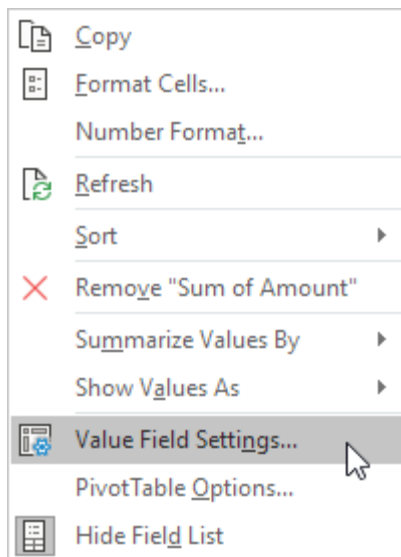 Copy
Format Cells...
Number Format...
Refresh
Sort
Remove "Sum of Amount"
Summarize Values By
Show Values As
Value Field Settings...
PivotTable Options...
Hide Field List